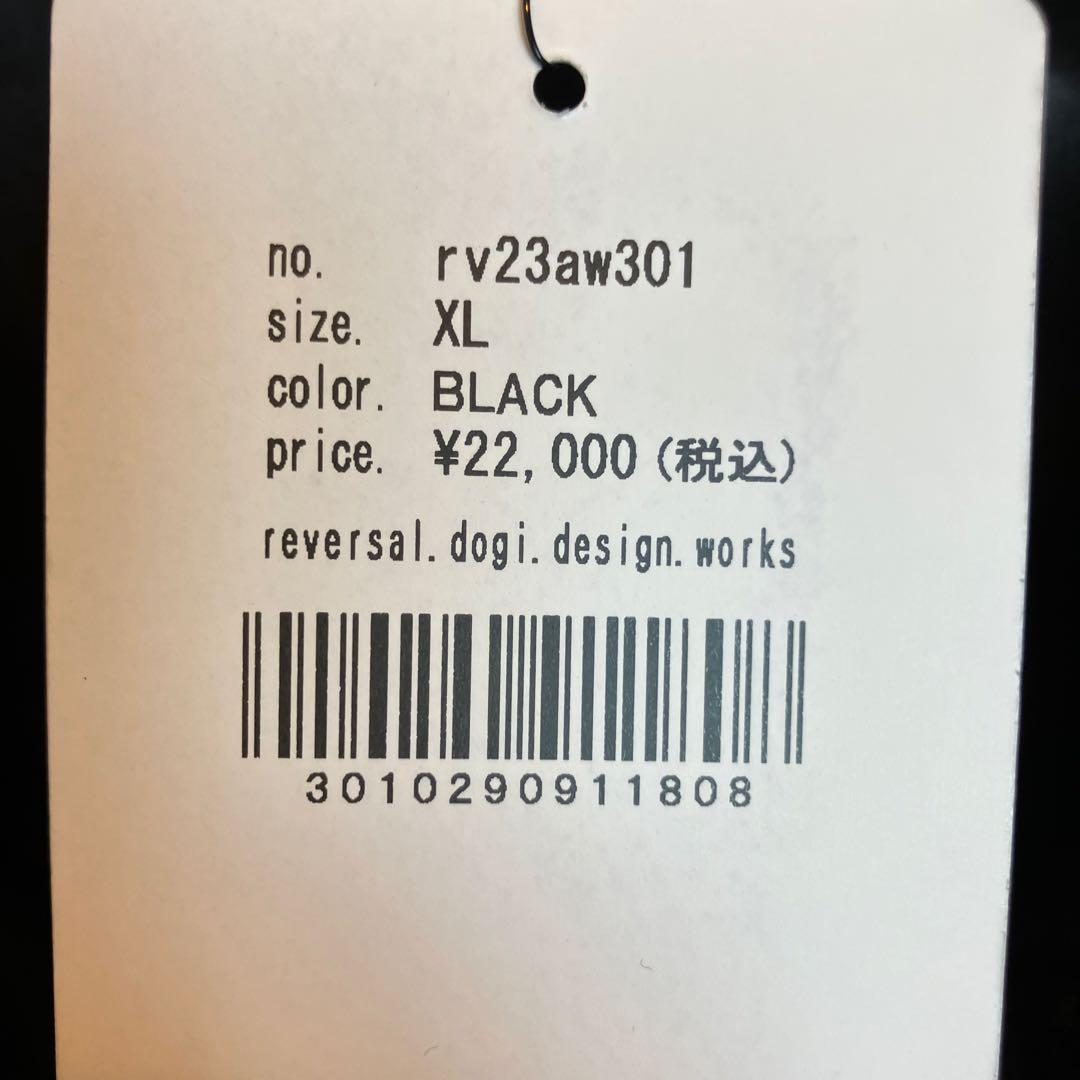 no. rv23aw301
size. XL
color. BLACK
price. ¥22,000(税込)
reversal.dogi.design.works
3010290911808